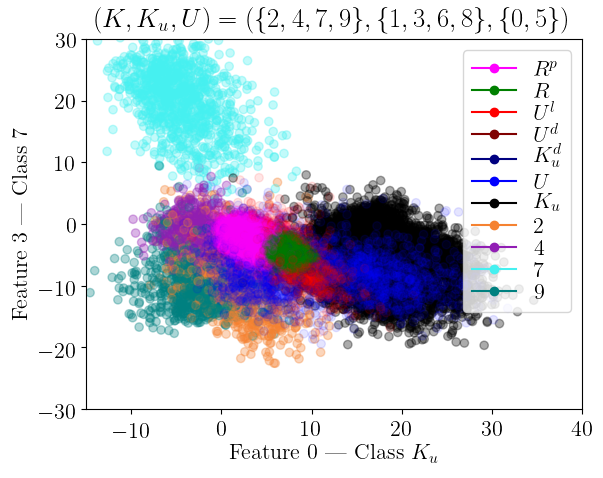 (K, K_u, U) = ({2, 4, 7, 9}, {1, 3, 6, 8}, {0, 5})
30
20
10
0
−10
−20
−30
Feature 3 — Class 7
R^p
R
U^l
U^d
K_u^d
U
K_u
2
4
7
9
−10
0
10
20
30
40
Feature 0 — Class K_u